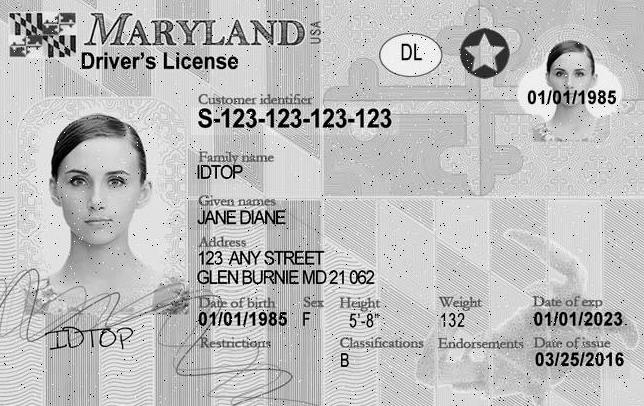 MARYLAND USA
Driver's License
DL
01/01/1985
Customer identifier
S-123-123-123-123
Family name
IDTOP
Given names
JANE DIANE
Address
123 ANY STREET
GLEN BURNIE MD 21 062
Date of birth Sex Height Weight Date of exp
01/01/1985 F 5'-8" 132 01/01/2023
Restrictions Classifications Endorsements Date of issue
B 03/25/2016
IDTOP